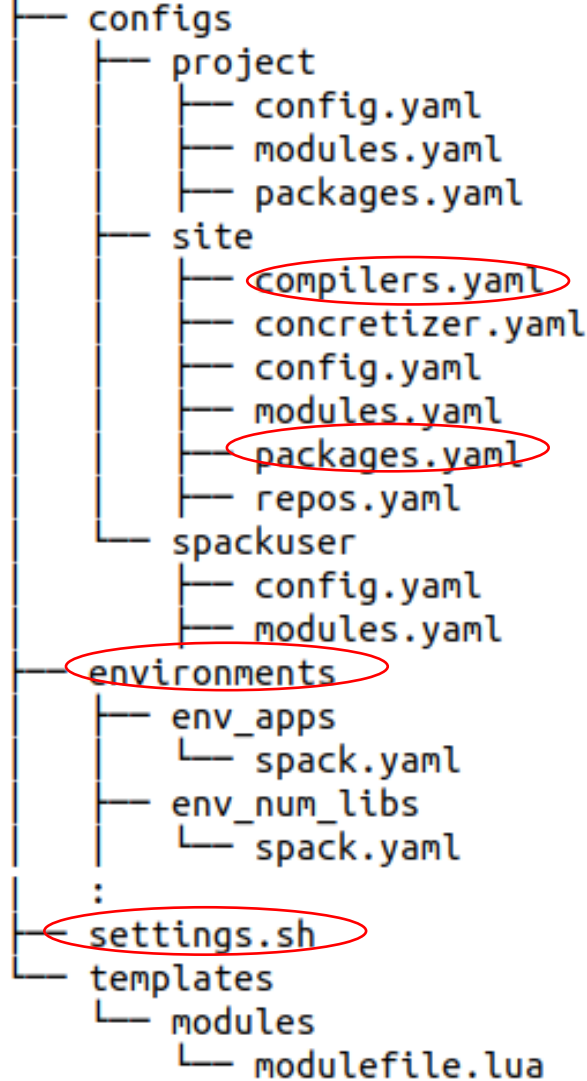 ├── configs
│   ├── project
│   │   ├── config.yaml
│   │   ├── modules.yaml
│   │   ├── packages.yaml
│   ├── site
│   │   ├── compilers.yaml
│   │   ├── concretizer.yaml
│   │   ├── config.yaml
│   │   ├── modules.yaml
│   │   ├── packages.yaml
│   │   ├── repos.yaml
│   └── spackuser
│       ├── config.yaml
│       ├── modules.yaml
├── environments
│   ├── env_apps
│   │   └── spack.yaml
│   ├── env_num_libs
│   │   └── spack.yaml
│   :
├── settings.sh
└── templates
    └── modules
        └── modulefile.lua